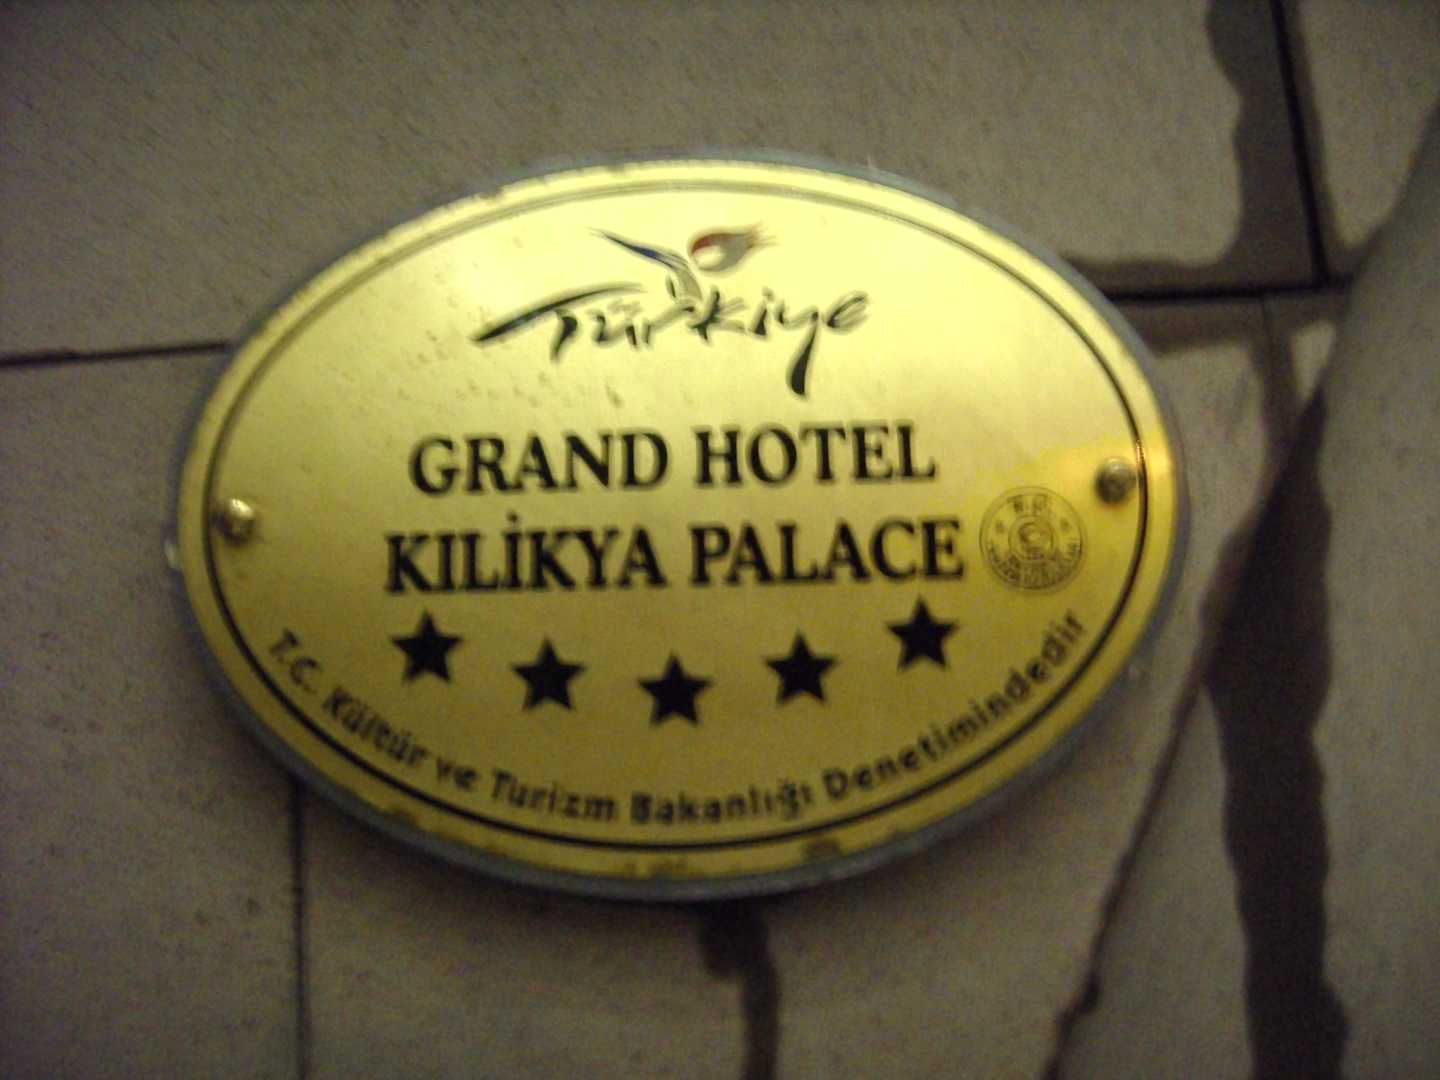 Türkiye
GRAND HOTEL
KILİKYA PALACE
T.C. Kültür ve Turizm Bakanlığı Denetimindedir